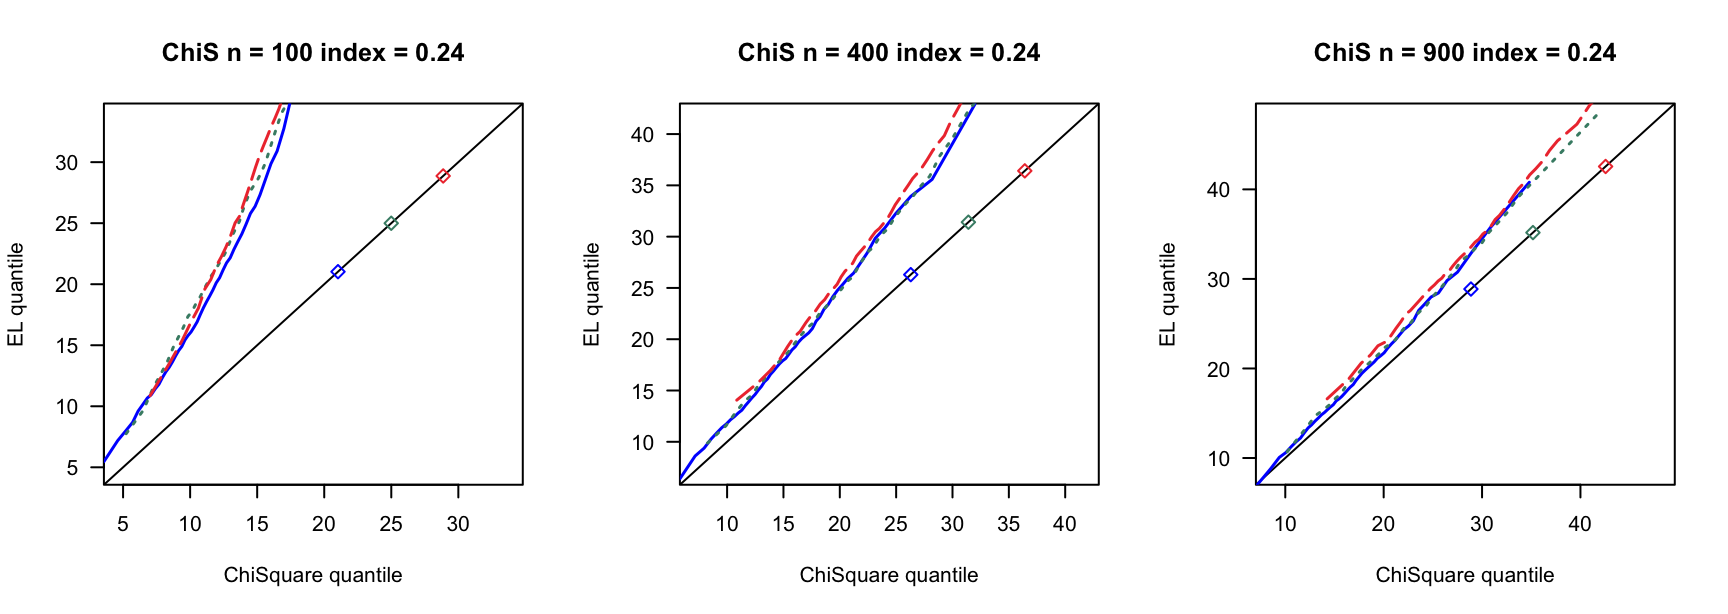 ChiS n = 100 index = 0.24
EL quantile
30
25
20
15
10
5
5 10 15 20 25 30
ChiSquare quantile
ChiS n = 400 index = 0.24
EL quantile
40
35
30
25
20
15
10
10 15 20 25 30 35 40
ChiSquare quantile
ChiS n = 900 index = 0.24
EL quantile
40
30
20
10
10 20 30 40
ChiSquare quantile